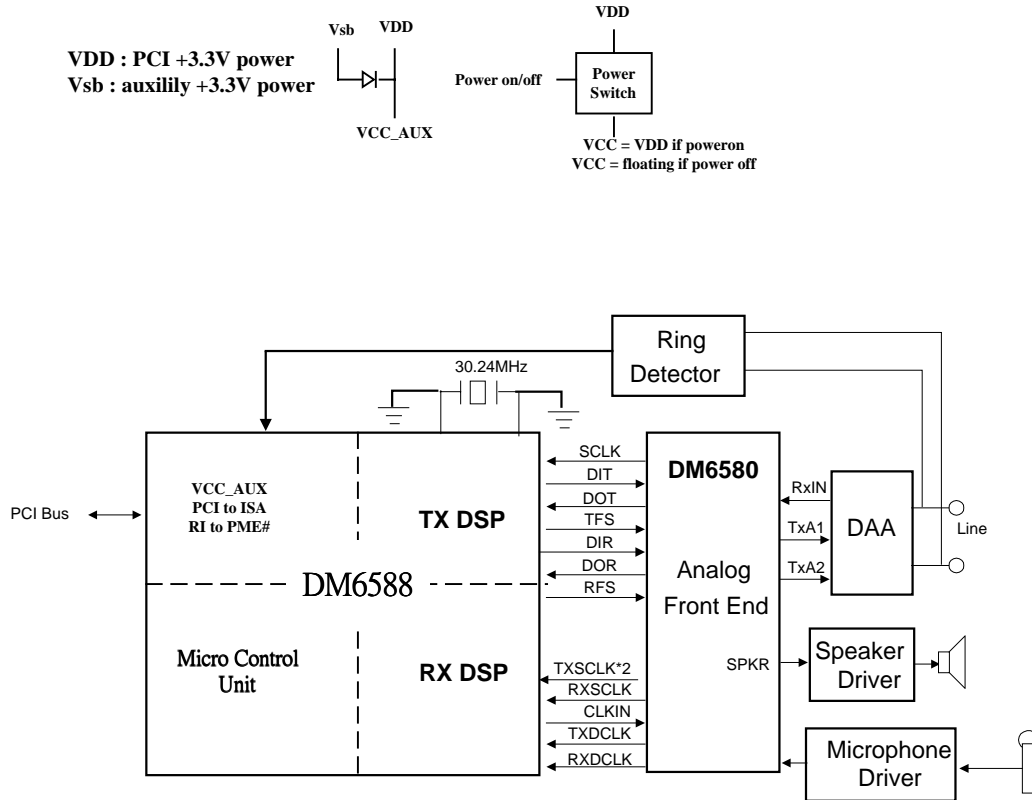 Vsb VDD
VDD : PCI +3.3V power
Vsb : auxilily +3.3V power
VCC_AUX
VDD
Power on/off
Power
Switch
VCC = VDD if poweron
VCC = floating if power off
Ring
Detector
30.24MHz
PCI Bus
VCC_AUX
PCI to ISA
RI to PME#
TX DSP
DM6588
Micro Control
Unit
RX DSP
SCLK
DIT
DOT
TFS
DIR
DOR
RFS
TXSCLK*2
RXSCLK
CLKIN
TXDCLK
RXDCLK
DM6580
Analog
Front End
SPKR
RxIN
TxA1
TxA2
DAA
Line
Speaker
Driver
Microphone
Driver